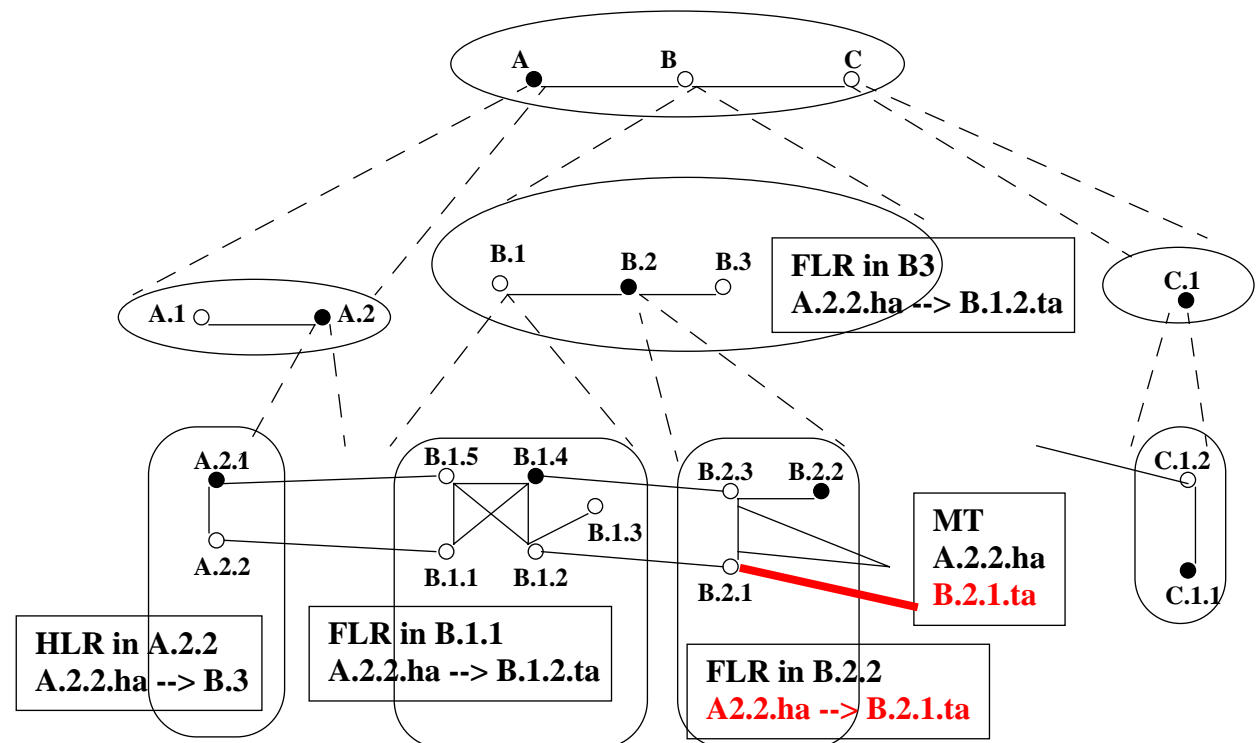 A
B
C
B.1
B.2
B.3
FLR in B3
A.2.2.ha --> B.1.2.ta
A.1
A.2
C.1
A.2.1
B.1.5
B.1.4
B.2.3
B.2.2
C.1.2
B.1.3
MT
A.2.2.ha
B.2.1.ta
A.2.2
B.1.1
B.1.2
B.2.1
C.1.1
HLR in A.2.2
A.2.2.ha --> B.3
FLR in B.1.1
A.2.2.ha --> B.1.2.ta
FLR in B.2.2
A2.2.ha --> B.2.1.ta